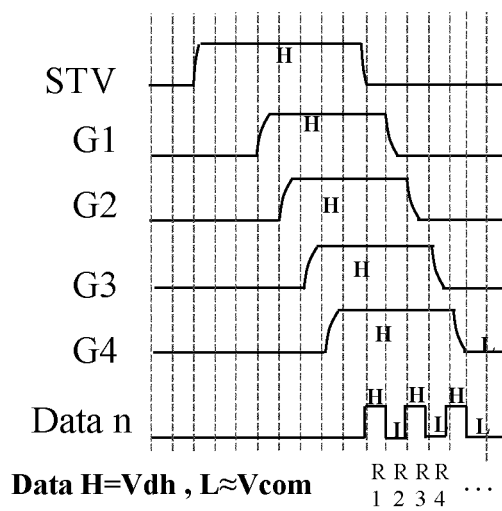 STV H
G1 H
G2 H
G3 H
G4 H L
H H H
Data n L L L
Data H=Vdh , L≈Vcom
R R R R
1 2 3 4 ...